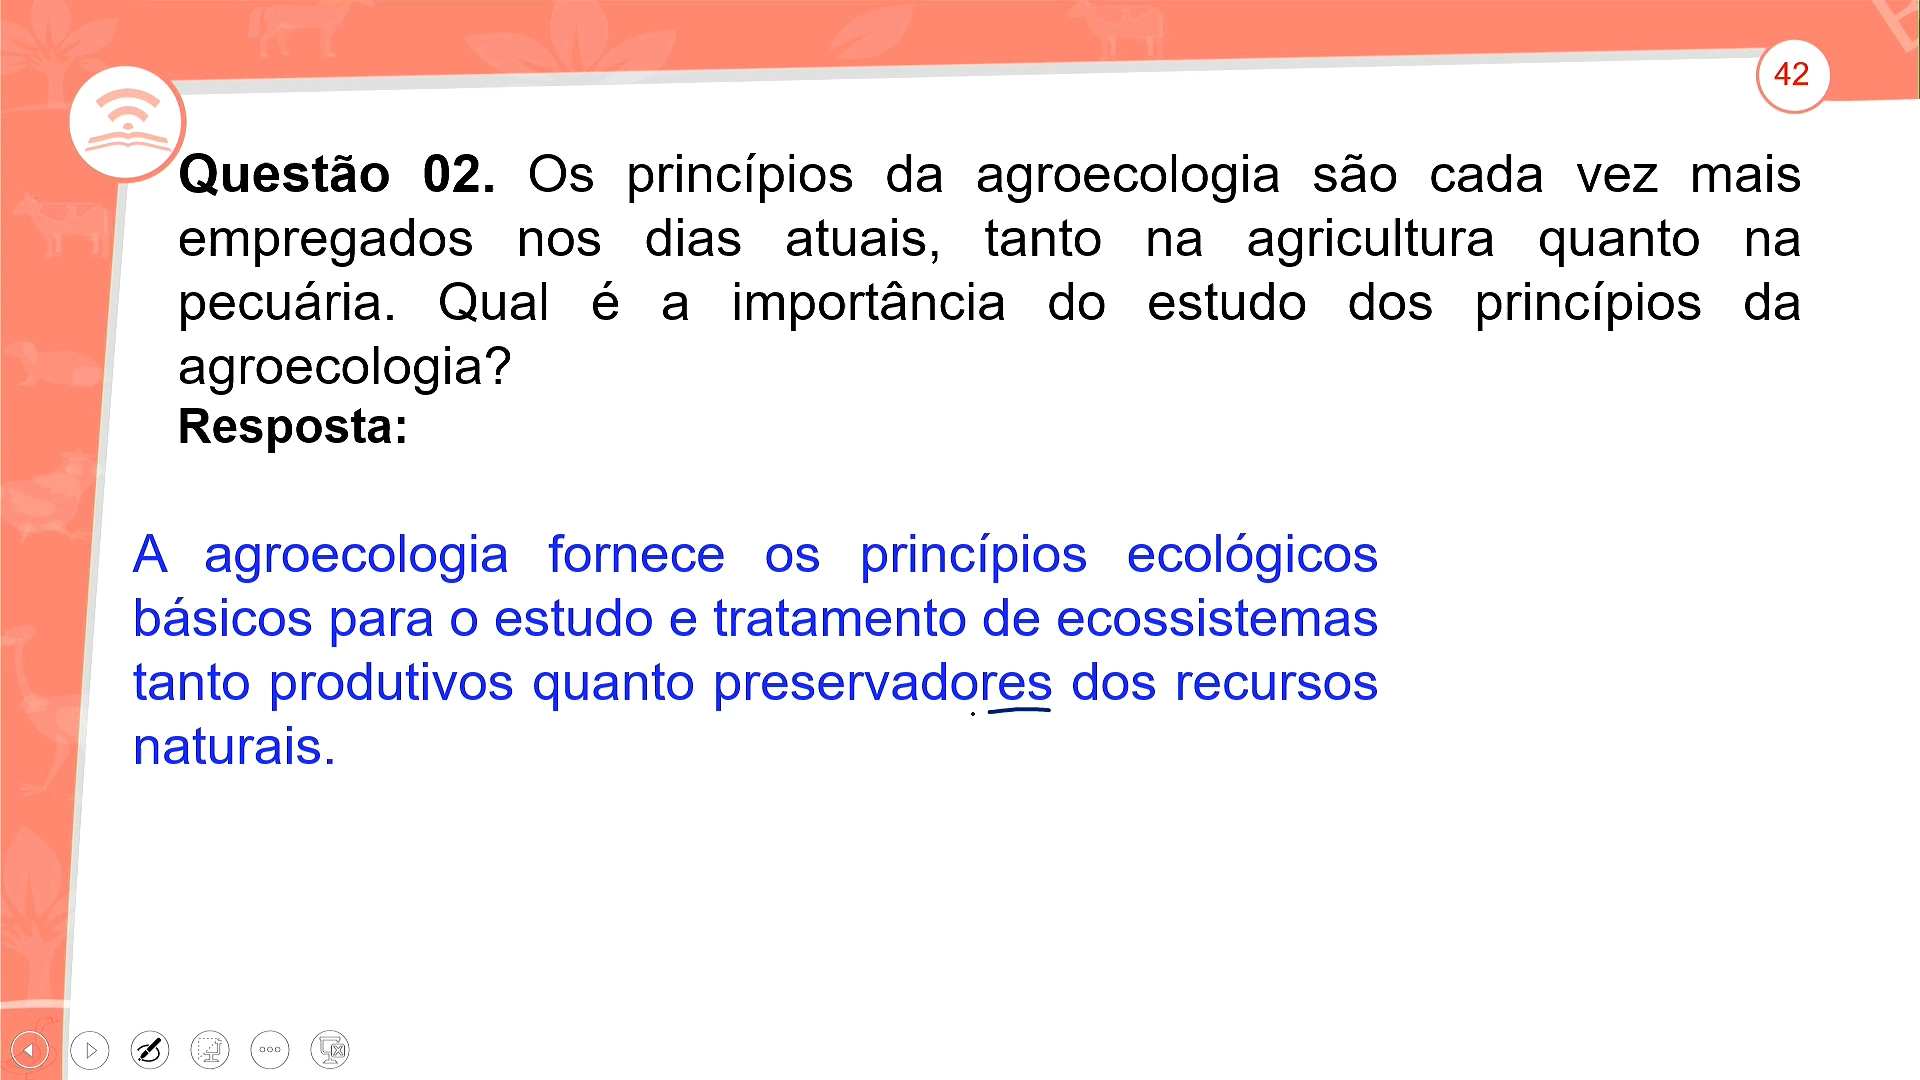 42
Questão 02. Os princípios da agroecologia são cada vez mais
empregados nos dias atuais, tanto na agricultura quanto na
pecuária. Qual é a importância do estudo dos princípios da
agroecologia?
Resposta:
A agroecologia fornece os princípios ecológicos
básicos para o estudo e tratamento de ecossistemas
tanto produtivos quanto preservadores dos recursos
naturais.